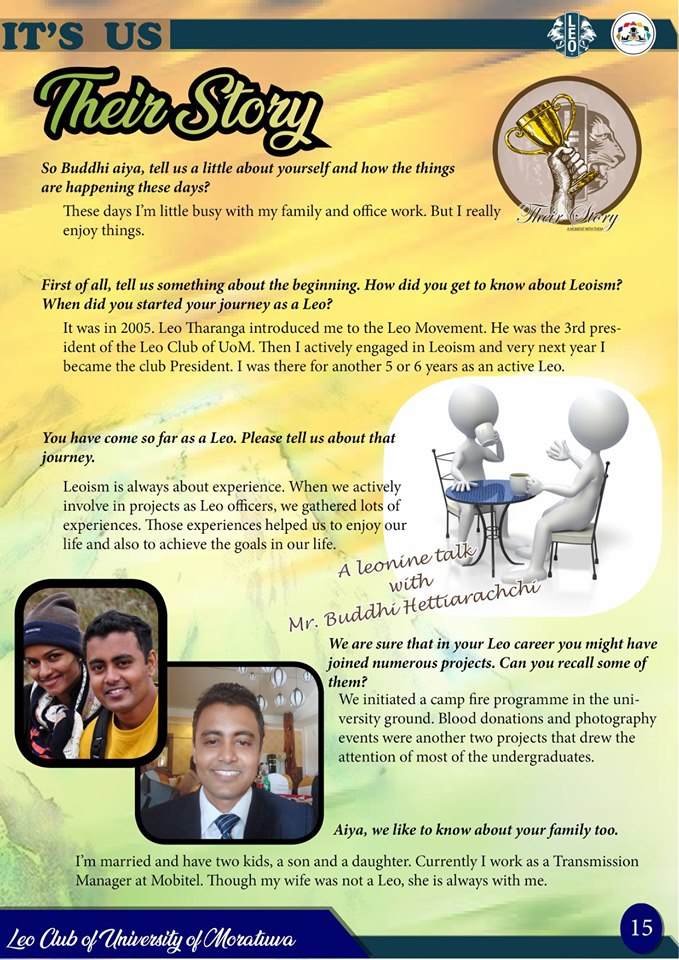 IT'S US
LEO
Their Story
Their Story
A MOMENT WITH THEM
So Buddhi aiya, tell us a little about yourself and how the things
are happening these days?
These days I'm little busy with my family and office work. But I really
enjoy things.
First of all, tell us something about the beginning. How did you get to know about Leoism?
When did you started your journey as a Leo?
It was in 2005. Leo Tharanga introduced me to the Leo Movement. He was the 3rd pres-
ident of the Leo Club of UoM. Then I actively engaged in Leoism and very next year I
became the club President. I was there for another 5 or 6 years as an active Leo.
You have come so far as a Leo. Please tell us about that
journey.
Leoism is always about experience. When we actively
involve in projects as Leo officers, we gathered lots of
experiences. Those experiences helped us to enjoy our
life and also to achieve the goals in our life.
A leonine talk
with
Mr. Buddhi Hettiarachchi
We are sure that in your Leo career you might have
joined numerous projects. Can you recall some of
them?
We initiated a camp fire programme in the uni-
versity ground. Blood donations and photography
events were another two projects that drew the
attention of most of the undergraduates.
Aiya, we like to know about your family too.
I'm married and have two kids, a son and a daughter. Currently I work as a Transmission
Manager at Mobitel. Though my wife was not a Leo, she is always with me.
Leo Club of University of Moratuwa
15